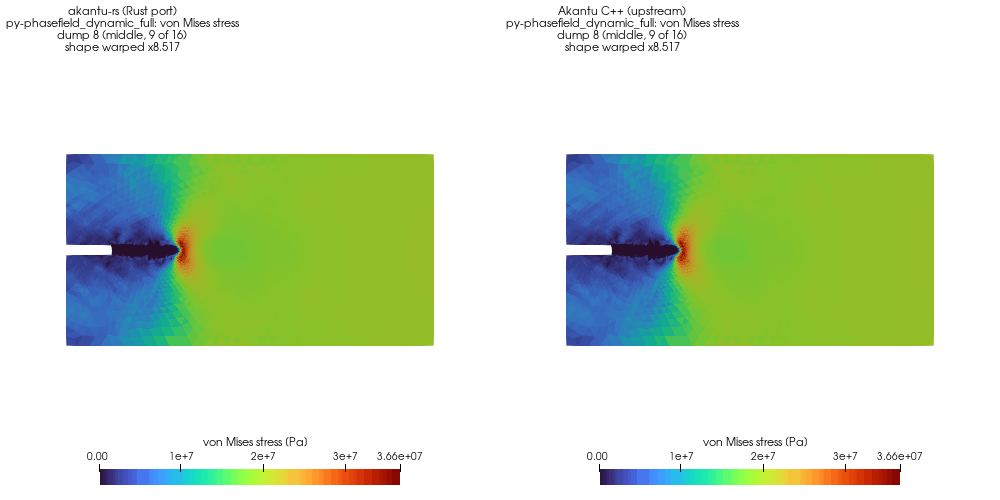 akantu-rs (Rust port)
py-phasefield_dynamic_full: von Mises stress
dump 8 (middle, 9 of 16)
shape warped x8.517
Akantu C++ (upstream)
py-phasefield_dynamic_full: von Mises stress
dump 8 (middle, 9 of 16)
shape warped x8.517
von Mises stress (Pa)
0.00 1e+7 2e+7 3e+7 3.66e+07
von Mises stress (Pa)
0.00 1e+7 2e+7 3e+7 3.66e+07